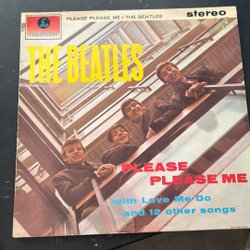 PARLOPHONE
PLEASE PLEASE ME • THE BEATLES
stereo
THE BEATLES
PLEASE
PLEASE ME
with Love Me Do
and 12 other songs